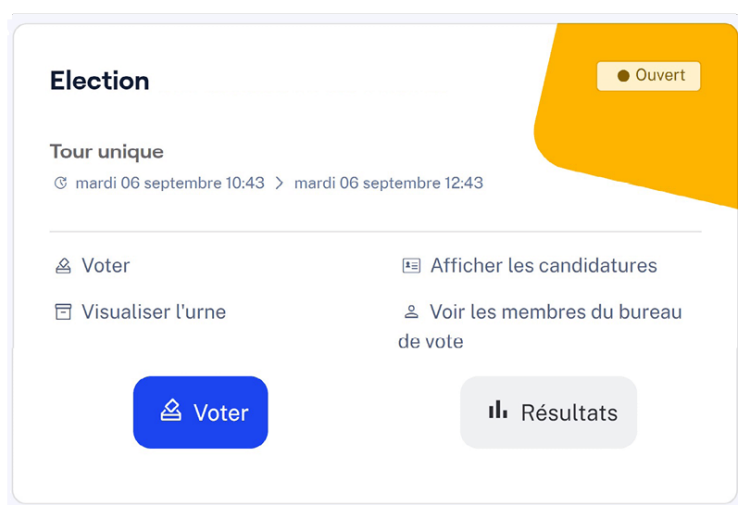 Election
Ouvert
Tour unique
mardi 06 septembre 10:43 > mardi 06 septembre 12:43
Voter
Afficher les candidatures
Visualiser l'urne
Voir les membres du bureau
de vote
Voter
Résultats